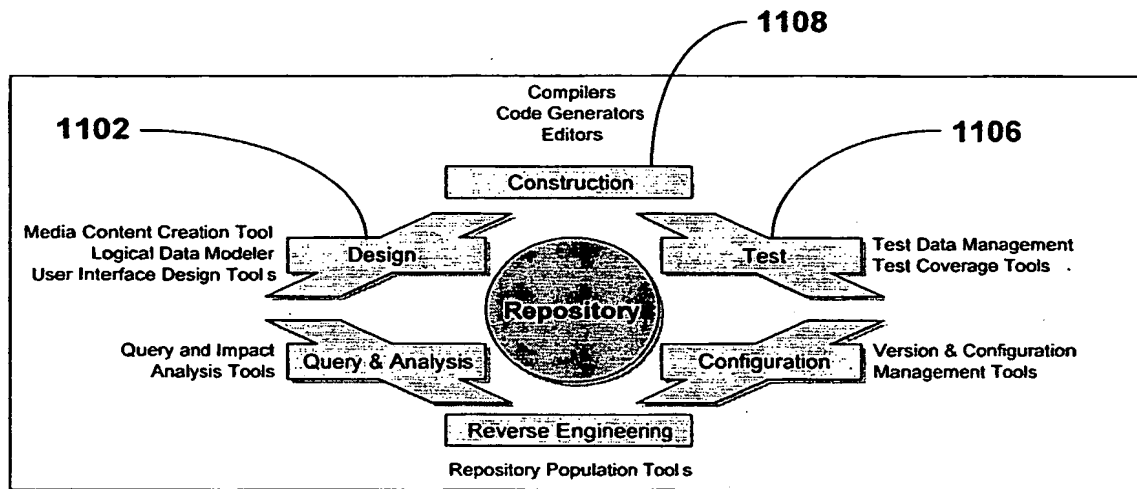 1108
Compilers
Code Generators
Editors
1102
1106
Construction
Media Content Creation Tool
Logical Data Modeler
User Interface Design Tools
Design
Test
Test Data Management
Test Coverage Tools
Repository
Query and Impact
Analysis Tools
Query & Analysis
Configuration
Version & Configuration
Management Tools
Reverse Engineering
Repository Population Tools